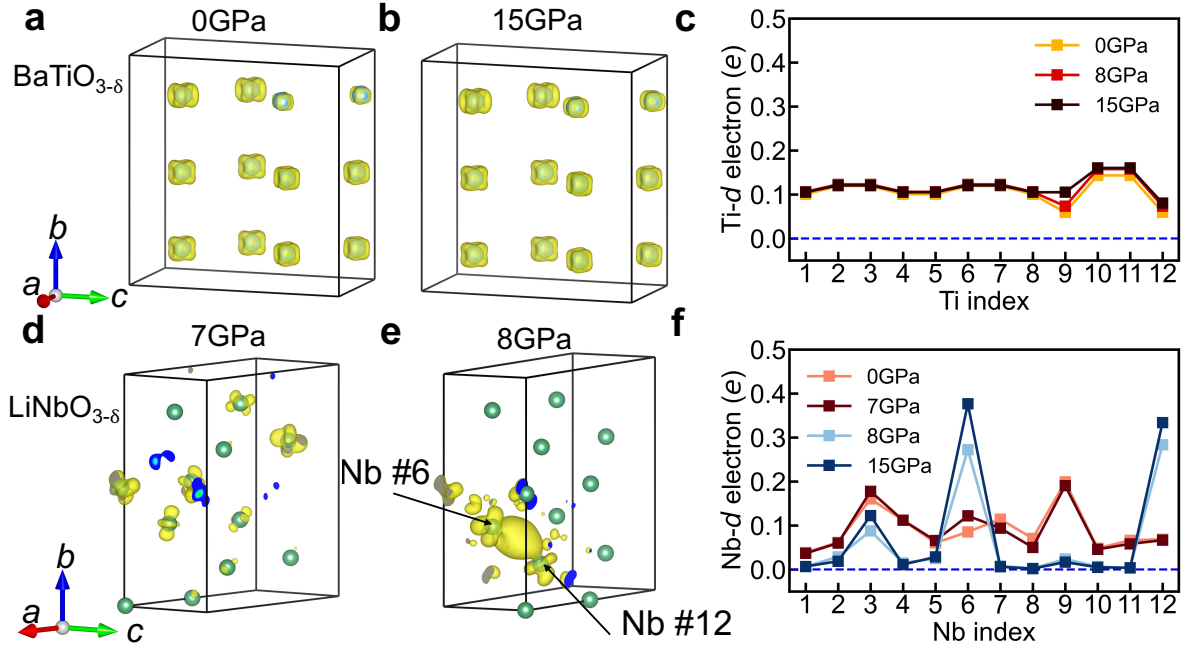 a
0GPa
BaTiO3-δ
b
a
c
b
15GPa
c
Ti-d electron (e)
0.5
0.4
0.3
0.2
0.1
0.0
0GPa
8GPa
15GPa
1 2 3 4 5 6 7 8 9 10 11 12
Ti index
d
7GPa
LiNbO3-δ
b
a
c
e
8GPa
Nb #6
Nb #12
f
Nb-d electron (e)
0.5
0.4
0.3
0.2
0.1
0.0
0GPa
7GPa
8GPa
15GPa
1 2 3 4 5 6 7 8 9 10 11 12
Nb index